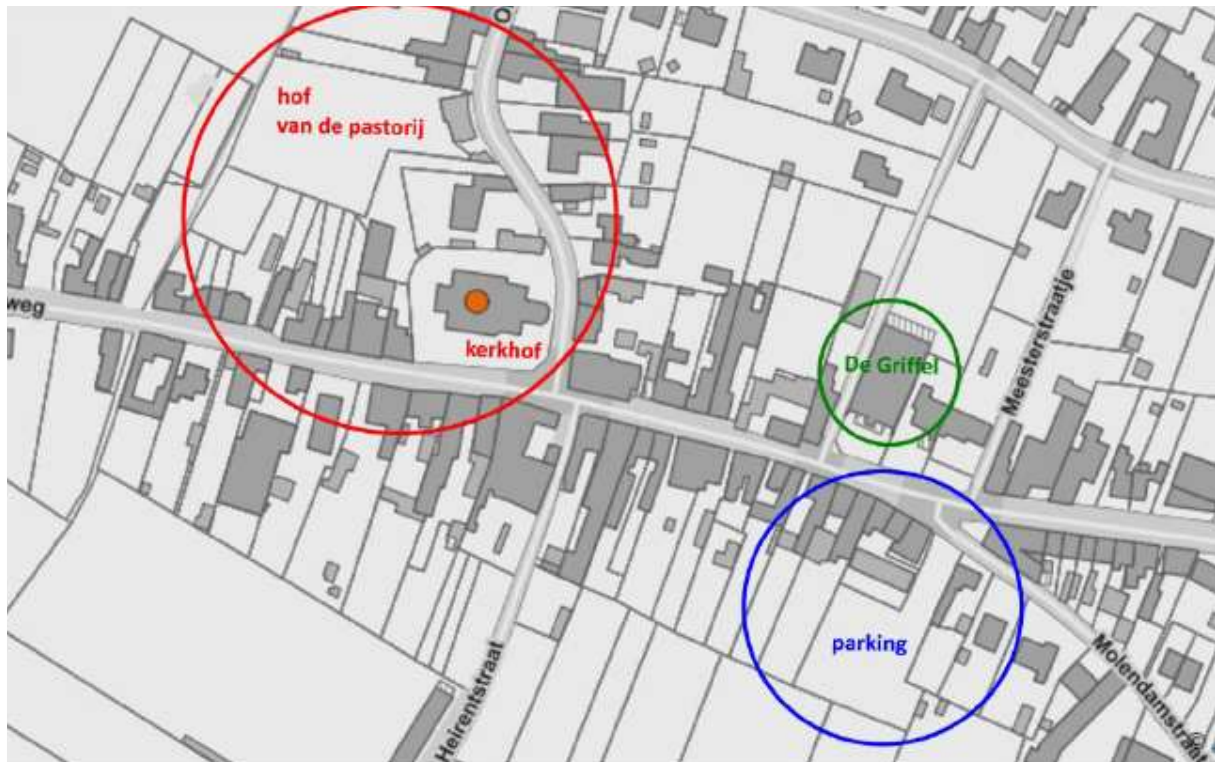 hof
van de pastorij
weg
kerkhof
De Griffel
Meesterstraatje
parking
Heirentstraat
Molendamstraat